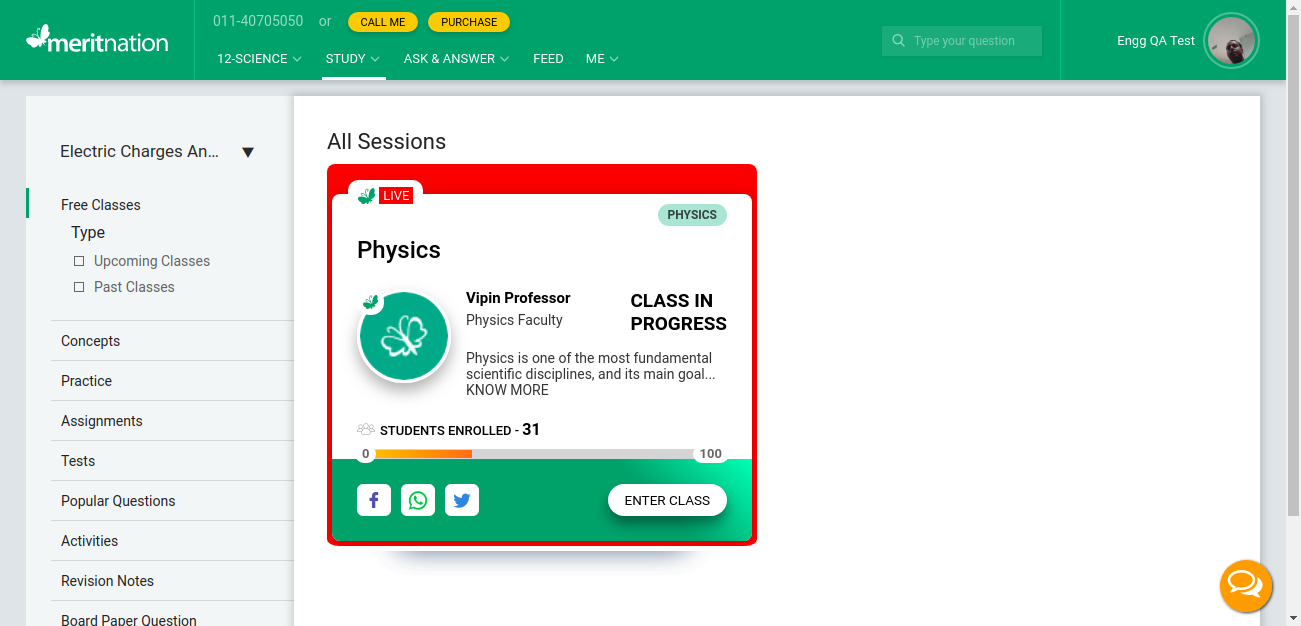 meritnation
011-40705050 or CALL ME PURCHASE
12-SCIENCE STUDY ASK & ANSWER FEED ME
Type your question
Engg QA Test
Electric Charges An...
Free Classes
Type
Upcoming Classes
Past Classes
Concepts
Practice
Assignments
Tests
Popular Questions
Activities
Revision Notes
Board Paper Question
All Sessions
LIVE
PHYSICS
Physics
Vipin Professor
Physics Faculty
CLASS IN
PROGRESS
Physics is one of the most fundamental
scientific disciplines, and its main goal...
KNOW MORE
STUDENTS ENROLLED - 31
0 100
ENTER CLASS